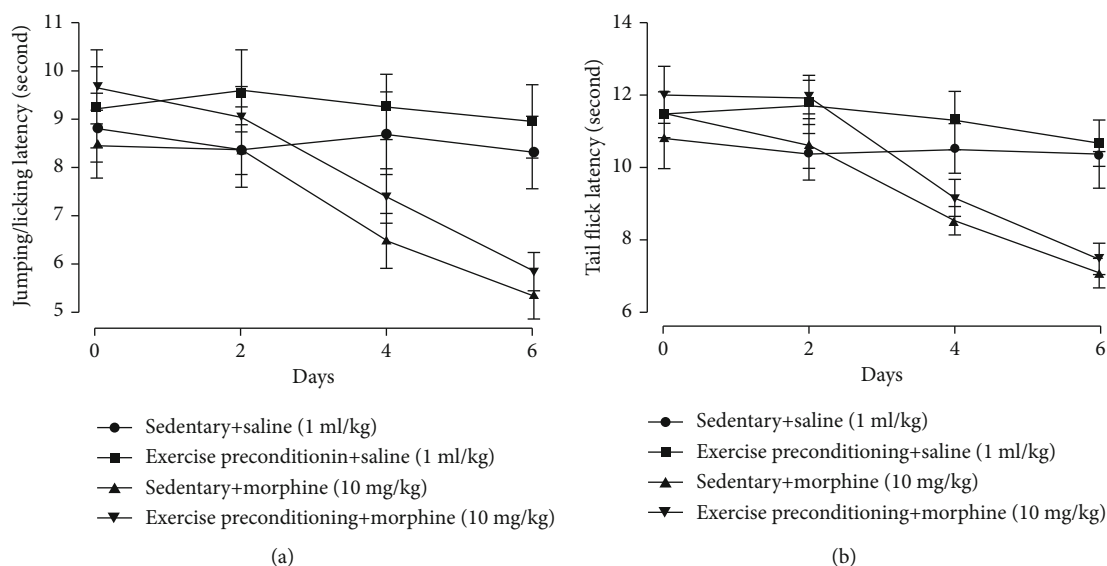 Jumping/licking latency (second)
11
10
9
8
7
6
5
0
2
4
6
Days
Sedentary+saline (1 ml/kg)
Exercise preconditionin+saline (1 ml/kg)
Sedentary+morphine (10 mg/kg)
Exercise preconditioning+morphine (10 mg/kg)
(a)
Tail flick latency (second)
14
12
10
8
6
0
2
4
6
Days
Sedentary+saline (1 ml/kg)
Exercise preconditioning+saline (1 ml/kg)
Sedentary+morphine (10 mg/kg)
Exercise preconditioning+morphine (10 mg/kg)
(b)